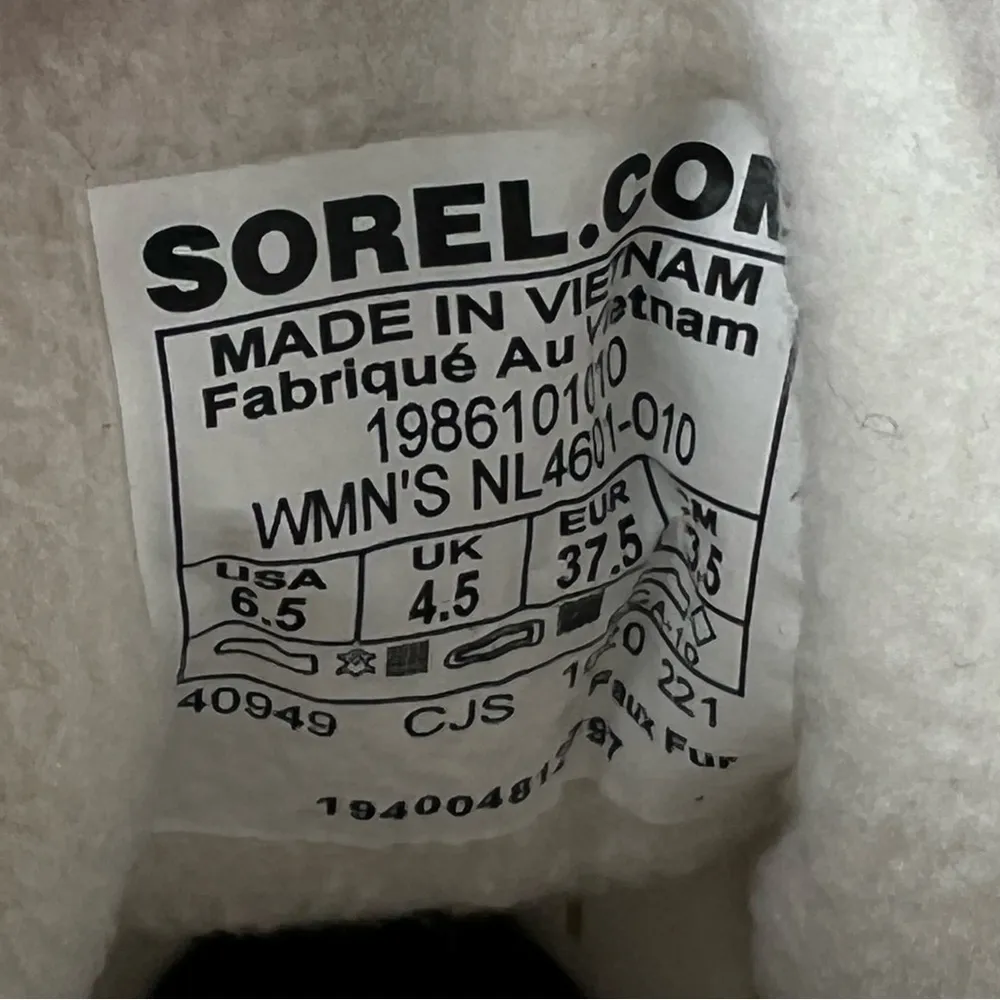 SOREL.COM
MADE IN VIETNAM
Fabriqué Au Vietnam
1986101010
WMN'S NL4601-010
USA UK EUR
6.5 4.5 37.5
40949 CJS 221
Faux Fur